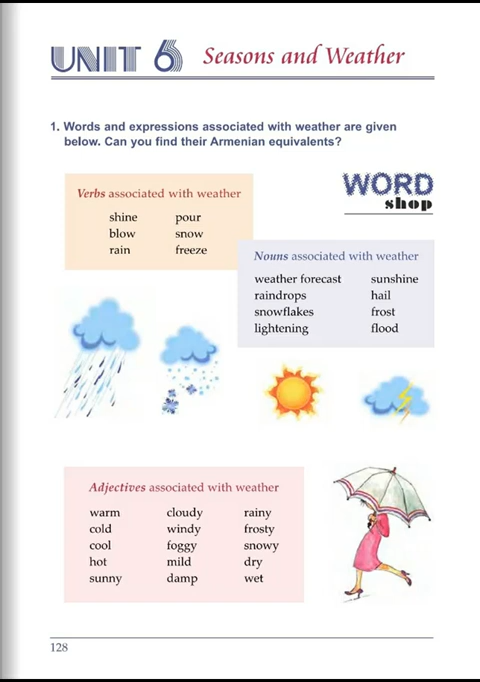 UNIT 6 Seasons and Weather
1. Words and expressions associated with weather are given
below. Can you find their Armenian equivalents?
WORD
shop
Verbs associated with weather
shine pour
blow snow
rain freeze
Nouns associated with weather
weather forecast sunshine
raindrops hail
snowflakes frost
lightening flood
Adjectives associated with weather
warm cloudy rainy
cold windy frosty
cool foggy snowy
hot mild dry
sunny damp wet
128